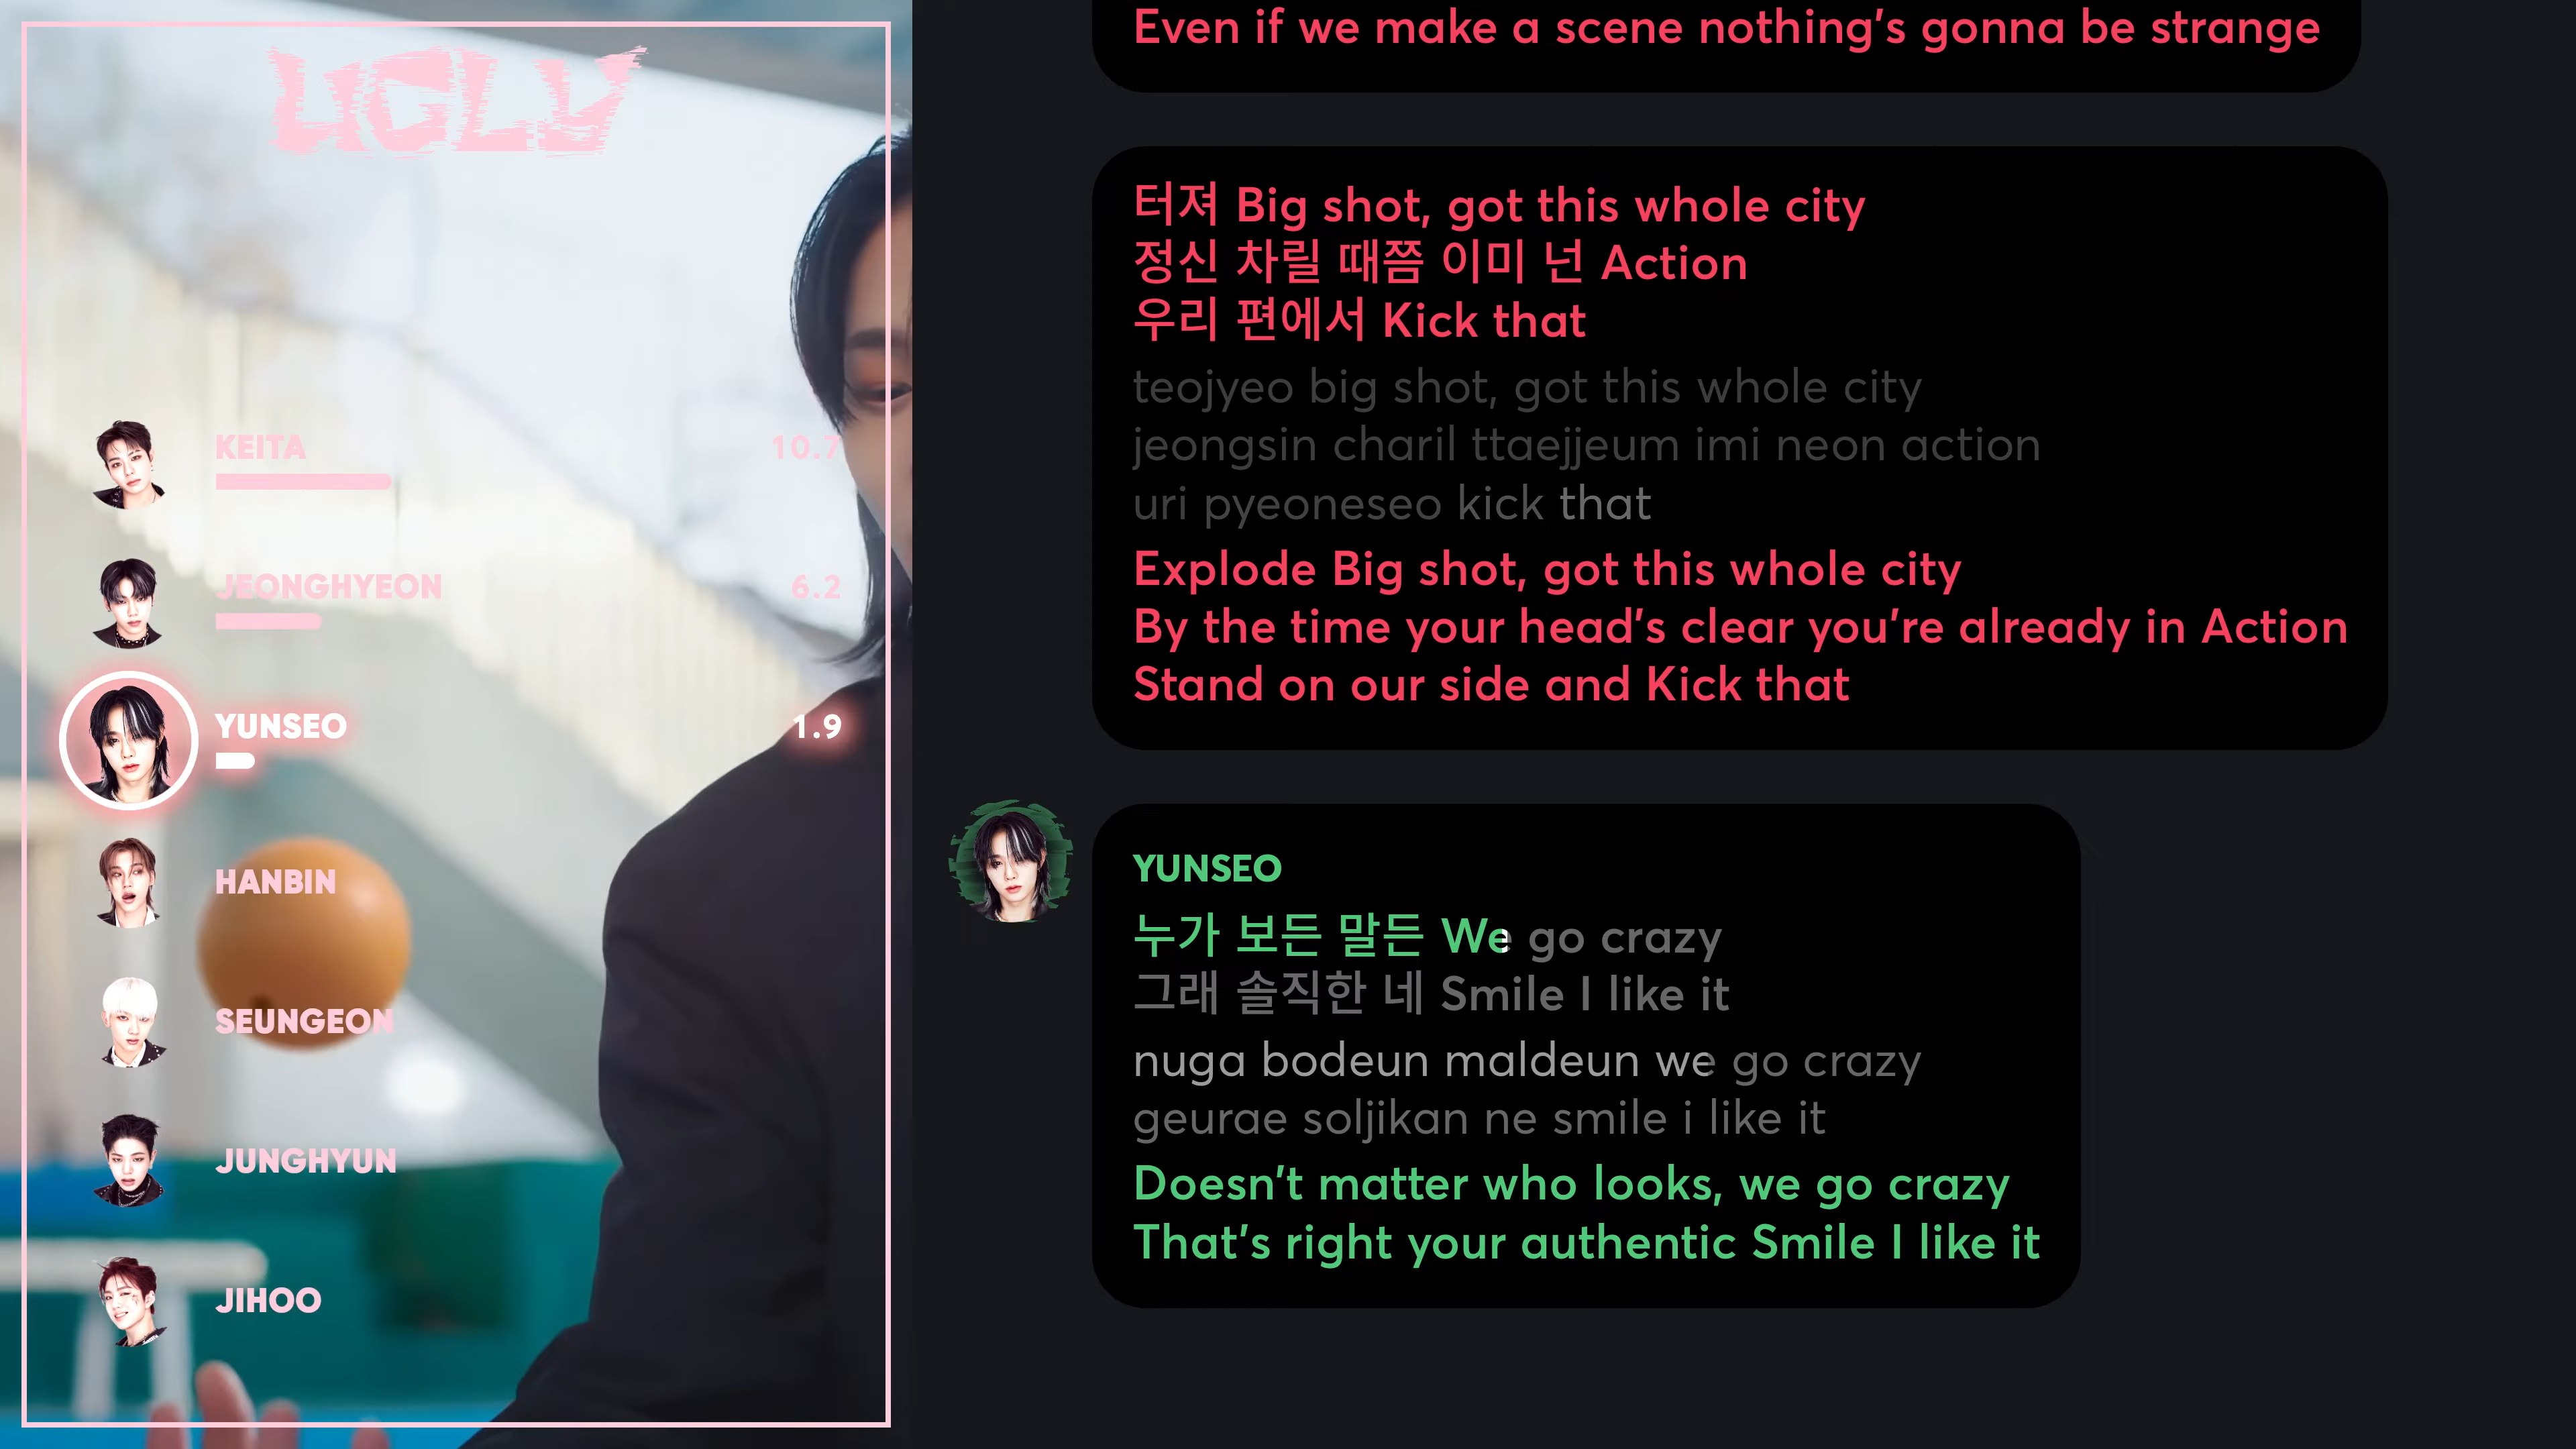 UGLY
KEITA 10.7
JEONGHYEON 6.2
YUNSEO 1.9
HANBIN
SEUNGEON
JUNGHYUN
JIHOO
Even if we make a scene nothing's gonna be strange
터져 Big shot, got this whole city
정신 차릴 때쯤 이미 넌 Action
우리 편에서 Kick that
teojyeo big shot, got this whole city
jeongsin charil ttaejjeum imi neon action
uri pyeoneseo kick that
Explode Big shot, got this whole city
By the time your head's clear you're already in Action
Stand on our side and Kick that
YUNSEO
누가 보든 말든 We go crazy
그래 솔직한 네 Smile I like it
nuga bodeun maldeun we go crazy
geurae soljikan ne smile i like it
Doesn't matter who looks, we go crazy
That's right your authentic Smile I like it